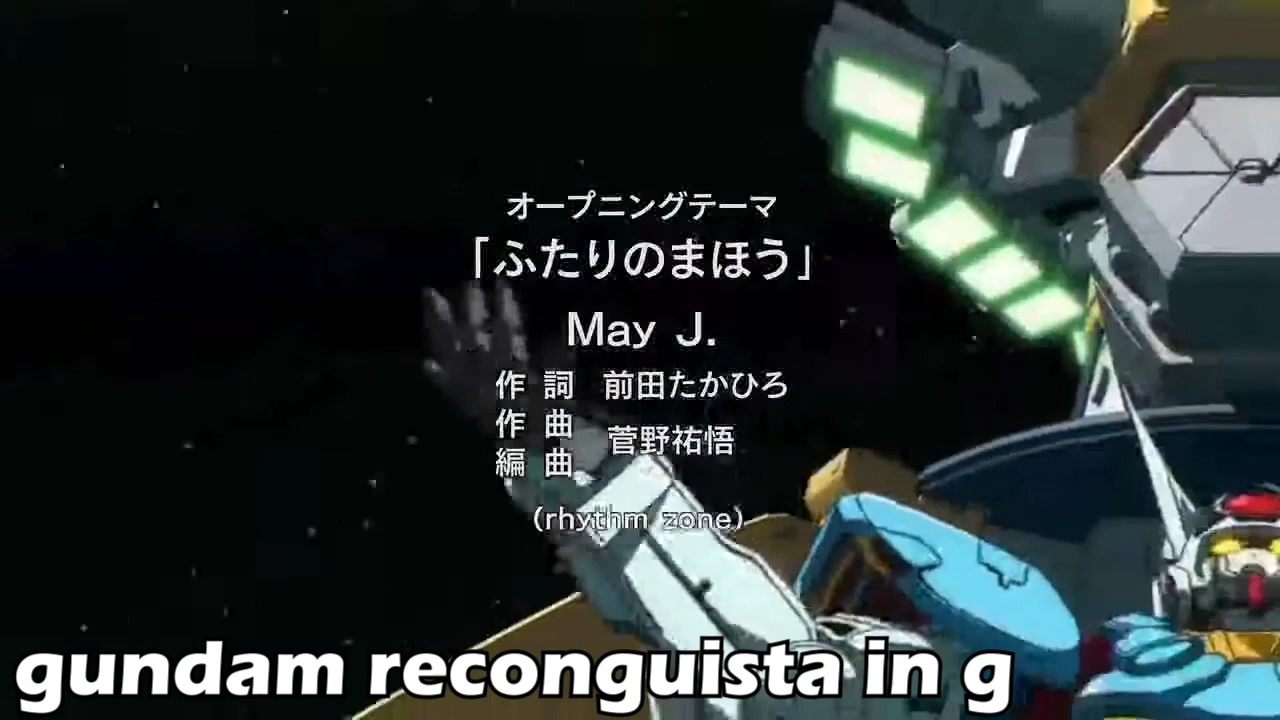 オープニングテーマ
「ふたりのまほう」
May J.
作 詞 前田たかひろ
作 曲
菅野祐悟
編 曲
(rhythm zone)
gundam reconguista in g